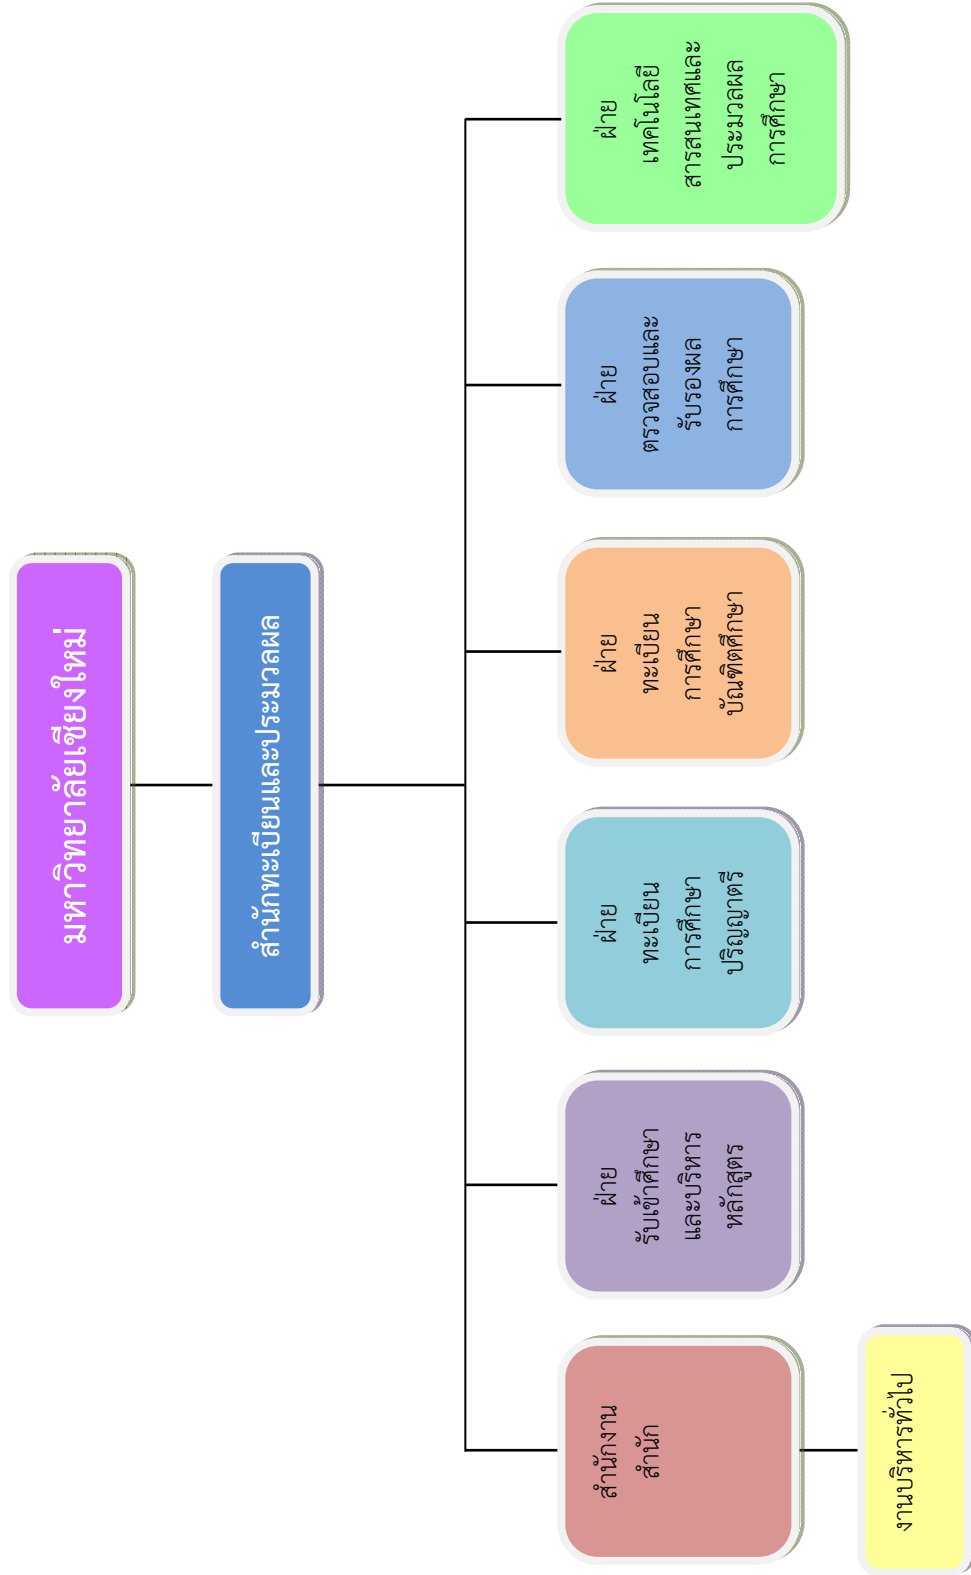 มหาวิทยาลัยเชียงใหม่
สำนักทะเบียนและประมวลผล
สำนักงาน
สำนัก
งานบริหารทั่วไป
ฝ่าย
รับเข้าศึกษา
และบริหาร
หลักสูตร
ฝ่าย
ทะเบียน
การศึกษา
ปริญญาตรี
ฝ่าย
ทะเบียน
การศึกษา
บัณฑิตศึกษา
ฝ่าย
ตรวจสอบและ
รับรองผล
การศึกษา
ฝ่าย
เทคโนโลยี
สารสนเทศและ
ประมวลผล
การศึกษา